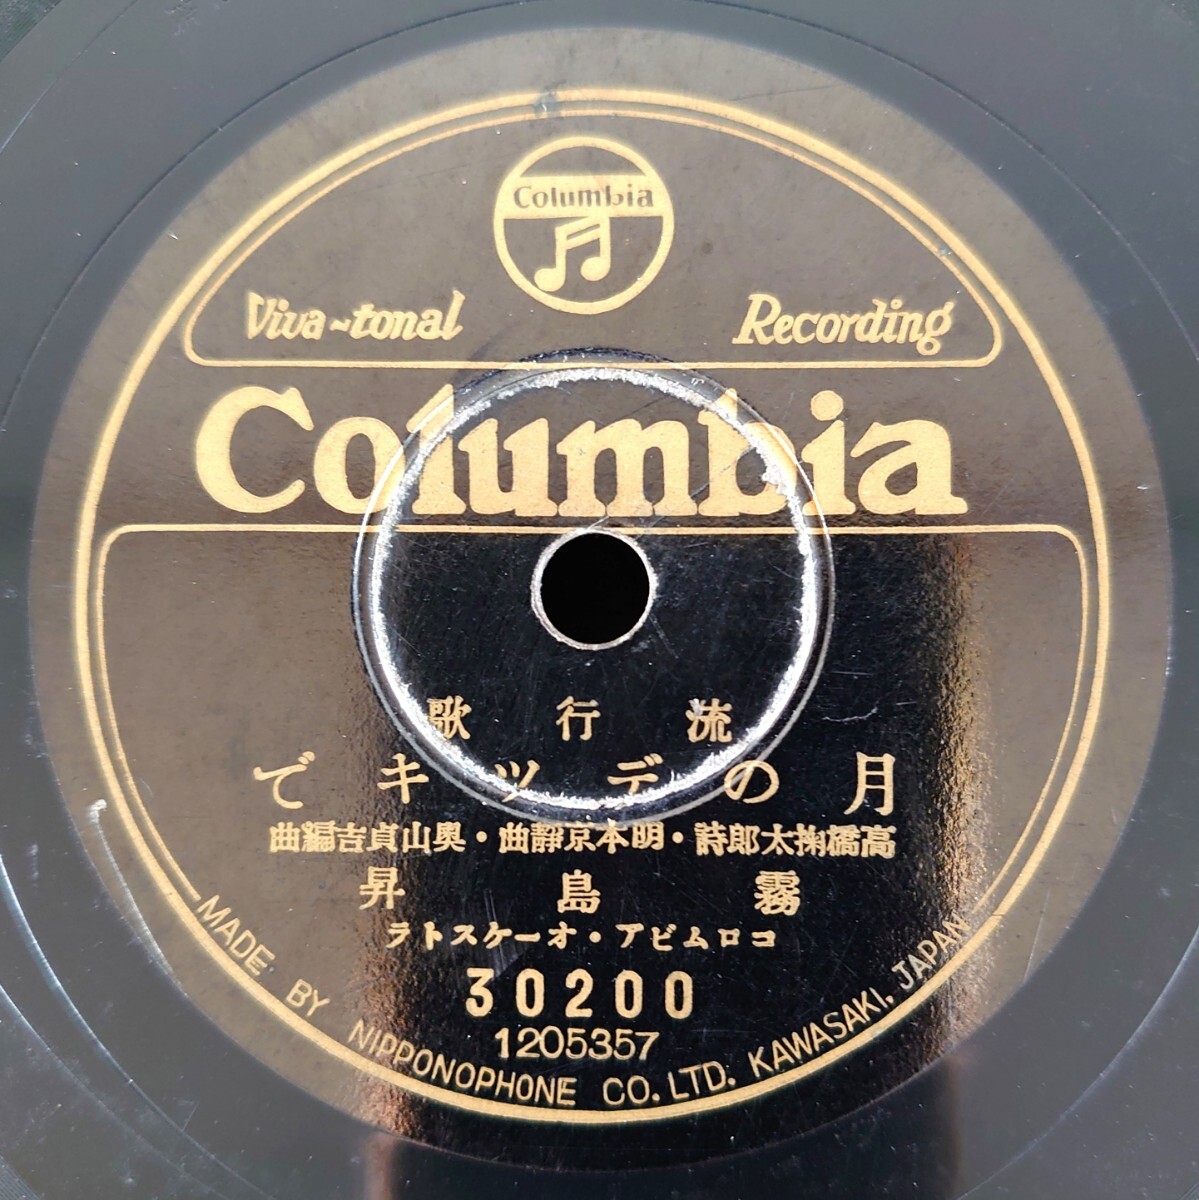 Columbia
Viva-tonal Recording
Columbia
歌行流
でキツデの月
曲編吉貞山奥・曲靜京本明・詩郎太掬橋高
昇島霧
ラトスケーオ・アビムロコ
30200
1205357
MADE BY NIPPONOPHONE CO. LTD. KAWASAKI, JAPAN